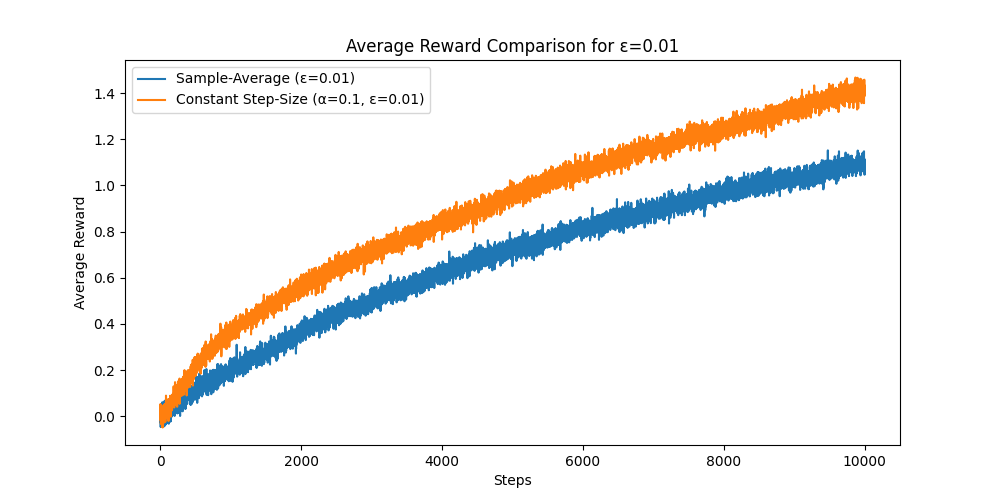 Average Reward Comparison for ε=0.01
Sample-Average (ε=0.01)
Constant Step-Size (α=0.1, ε=0.01)
Average Reward
1.4
1.2
1.0
0.8
0.6
0.4
0.2
0.0
0 2000 4000 6000 8000 10000
Steps